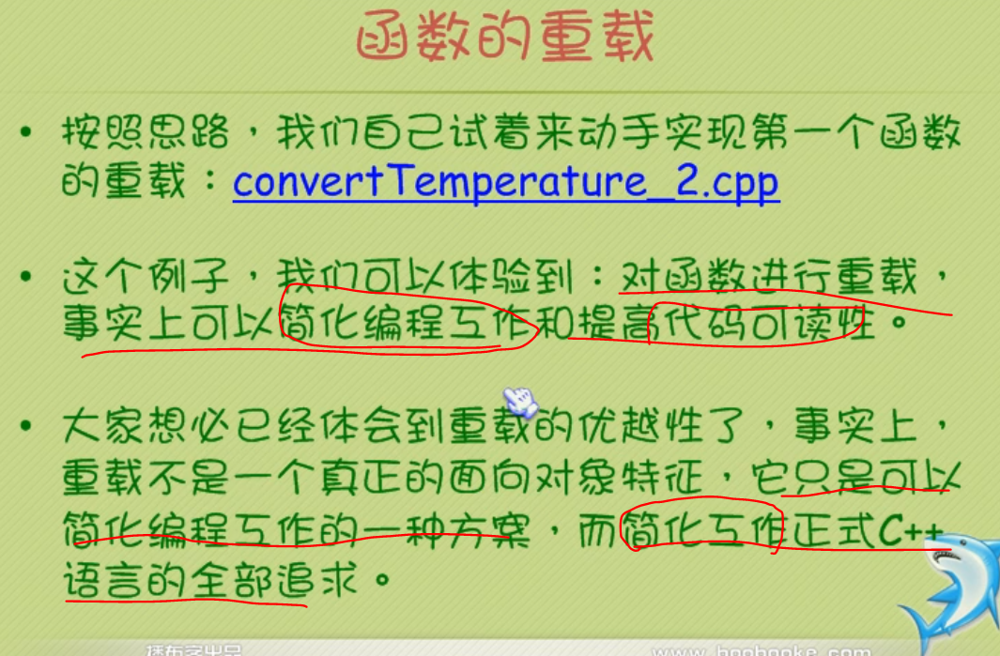 函数的重载
• 按照思路，我们自己试着来动手实现第一个函数
的重载：convertTemperature_2.cpp
• 这个例子，我们可以体验到：对函数进行重载，
事实上可以简化编程工作和提高代码可读性。
• 大家想必已经体会到重载的优越性了，事实上，
重载不是一个真正的面向对象特征，它只是可以
简化编程工作的一种方案，而简化工作正式C++
语言的全部追求。